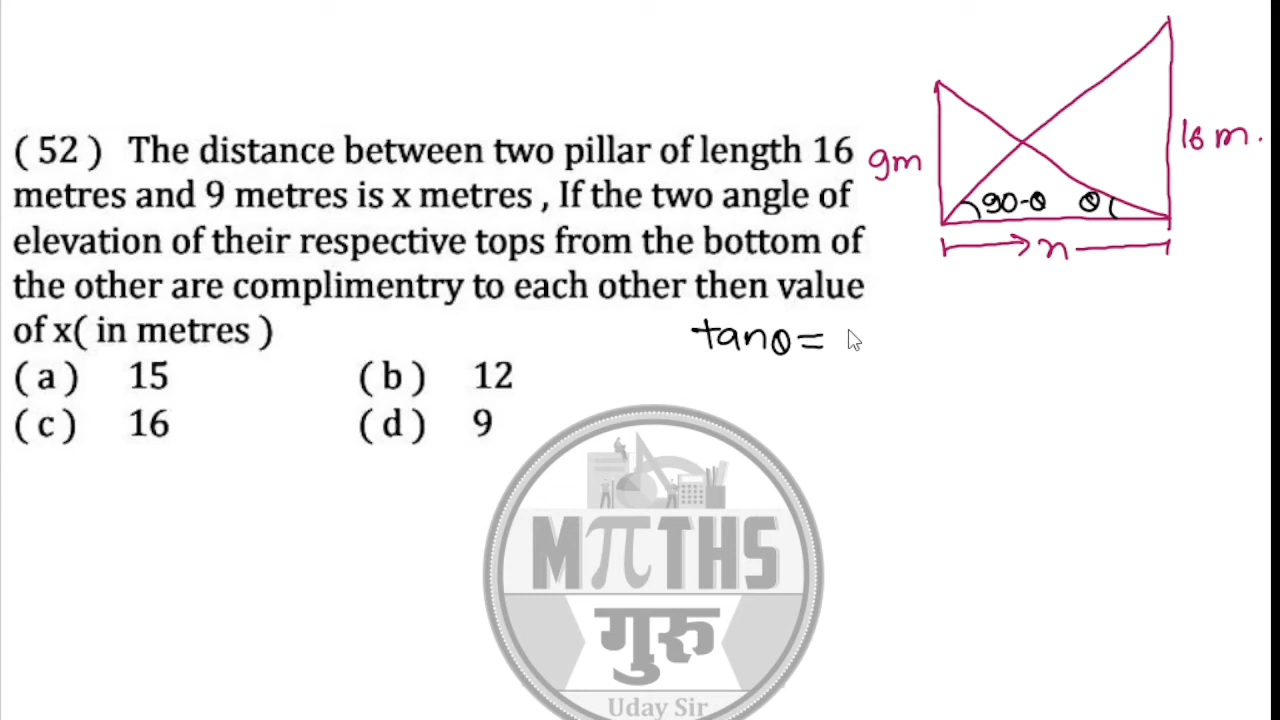 ( 52 ) The distance between two pillar of length 16
metres and 9 metres is x metres , If the two angle of
elevation of their respective tops from the bottom of
the other are complimentry to each other then value
of x( in metres )
( a ) 15 ( b ) 12
( c ) 16 ( d ) 9
tanθ =
9m
16 m.
90-θ θ
x
MπTHS
गुरु
Uday Sir